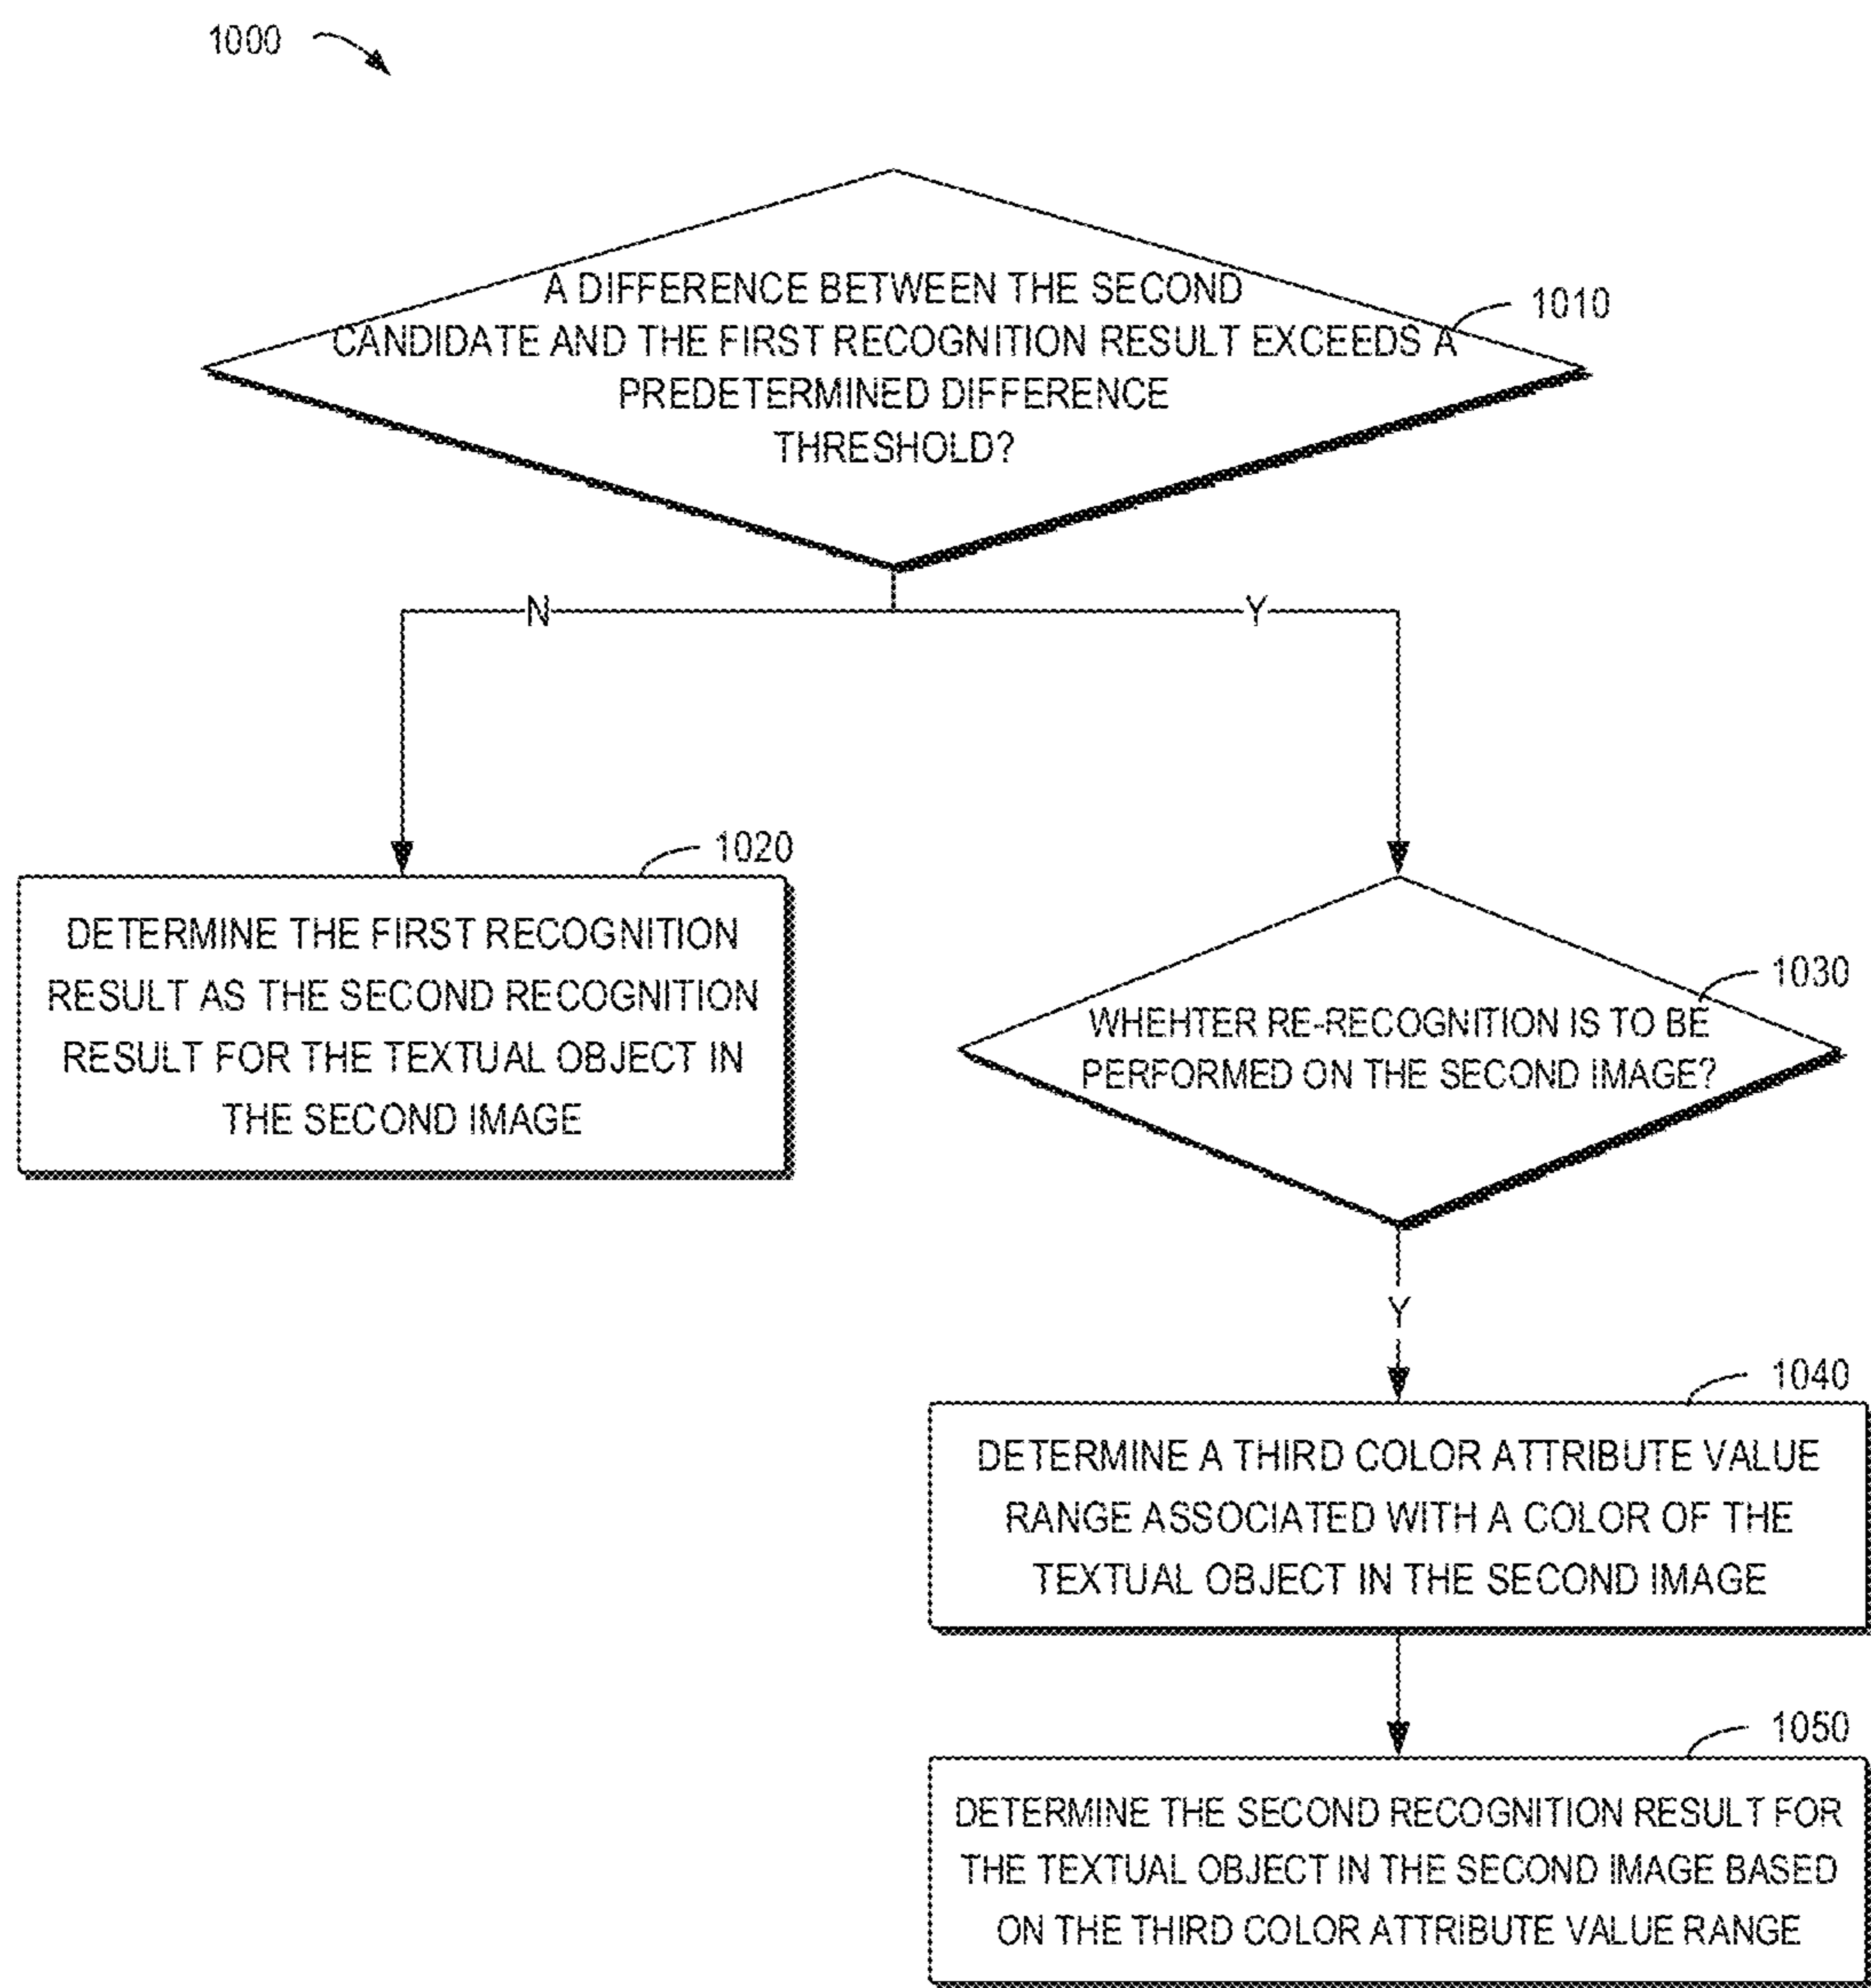 1000
A DIFFERENCE BETWEEN THE SECOND
CANDIDATE AND THE FIRST RECOGNITION RESULT EXCEEDS A
PREDETERMINED DIFFERENCE
THRESHOLD?
1010
N
Y
1020
DETERMINE THE FIRST RECOGNITION
RESULT AS THE SECOND RECOGNITION
RESULT FOR THE TEXTUAL OBJECT IN
THE SECOND IMAGE
1030
WHEHTER RE-RECOGNITION IS TO BE
PERFORMED ON THE SECOND IMAGE?
Y
1040
DETERMINE A THIRD COLOR ATTRIBUTE VALUE
RANGE ASSOCIATED WITH A COLOR OF THE
TEXTUAL OBJECT IN THE SECOND IMAGE
1050
DETERMINE THE SECOND RECOGNITION RESULT FOR
THE TEXTUAL OBJECT IN THE SECOND IMAGE BASED
ON THE THIRD COLOR ATTRIBUTE VALUE RANGE